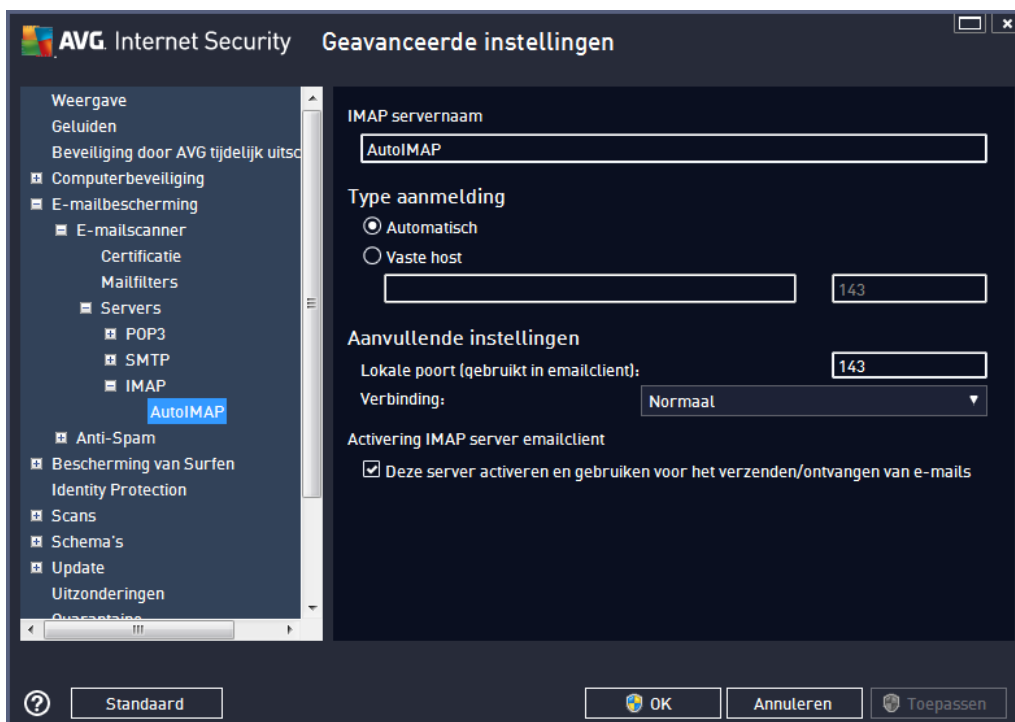 AVG. Internet Security
Geavanceerde instellingen
Weergave
Geluiden
Beveiliging door AVG tijdelijk uitsc
Computerbeveiliging
E-mailbescherming
E-mailscanner
Certificatie
Mailfilters
Servers
POP3
SMTP
IMAP
AutoIMAP
Anti-Spam
Bescherming van Surfen
Identity Protection
Scans
Schema's
Update
Uitzonderingen
Quarantaine
IMAP servernaam
AutoIMAP
Type aanmelding
Automatisch
Vaste host
143
Aanvullende instellingen
Lokale poort (gebruikt in emailclient):
143
Verbinding:
Normaal
Activering IMAP server emailclient
Deze server activeren en gebruiken voor het verzenden/ontvangen van e-mails
?
Standaard
OK
Annuleren
Toepassen